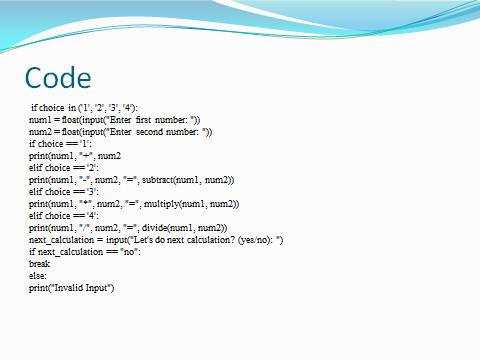 Code
if choice in ('1', '2', '3', '4'):
num1 = float(input("Enter first number: "))
num2 = float(input("Enter second number: "))
if choice == '1':
print(num1, "+", num2
elif choice == '2':
print(num1, "-", num2, "=", subtract(num1, num2))
elif choice == '3':
print(num1, "*", num2, "=", multiply(num1, num2))
elif choice == '4':
print(num1, "/", num2, "=", divide(num1, num2))
next_calculation = input("Let's do next calculation? (yes/no): ")
if next_calculation == "no":
break
else:
print("Invalid Input")